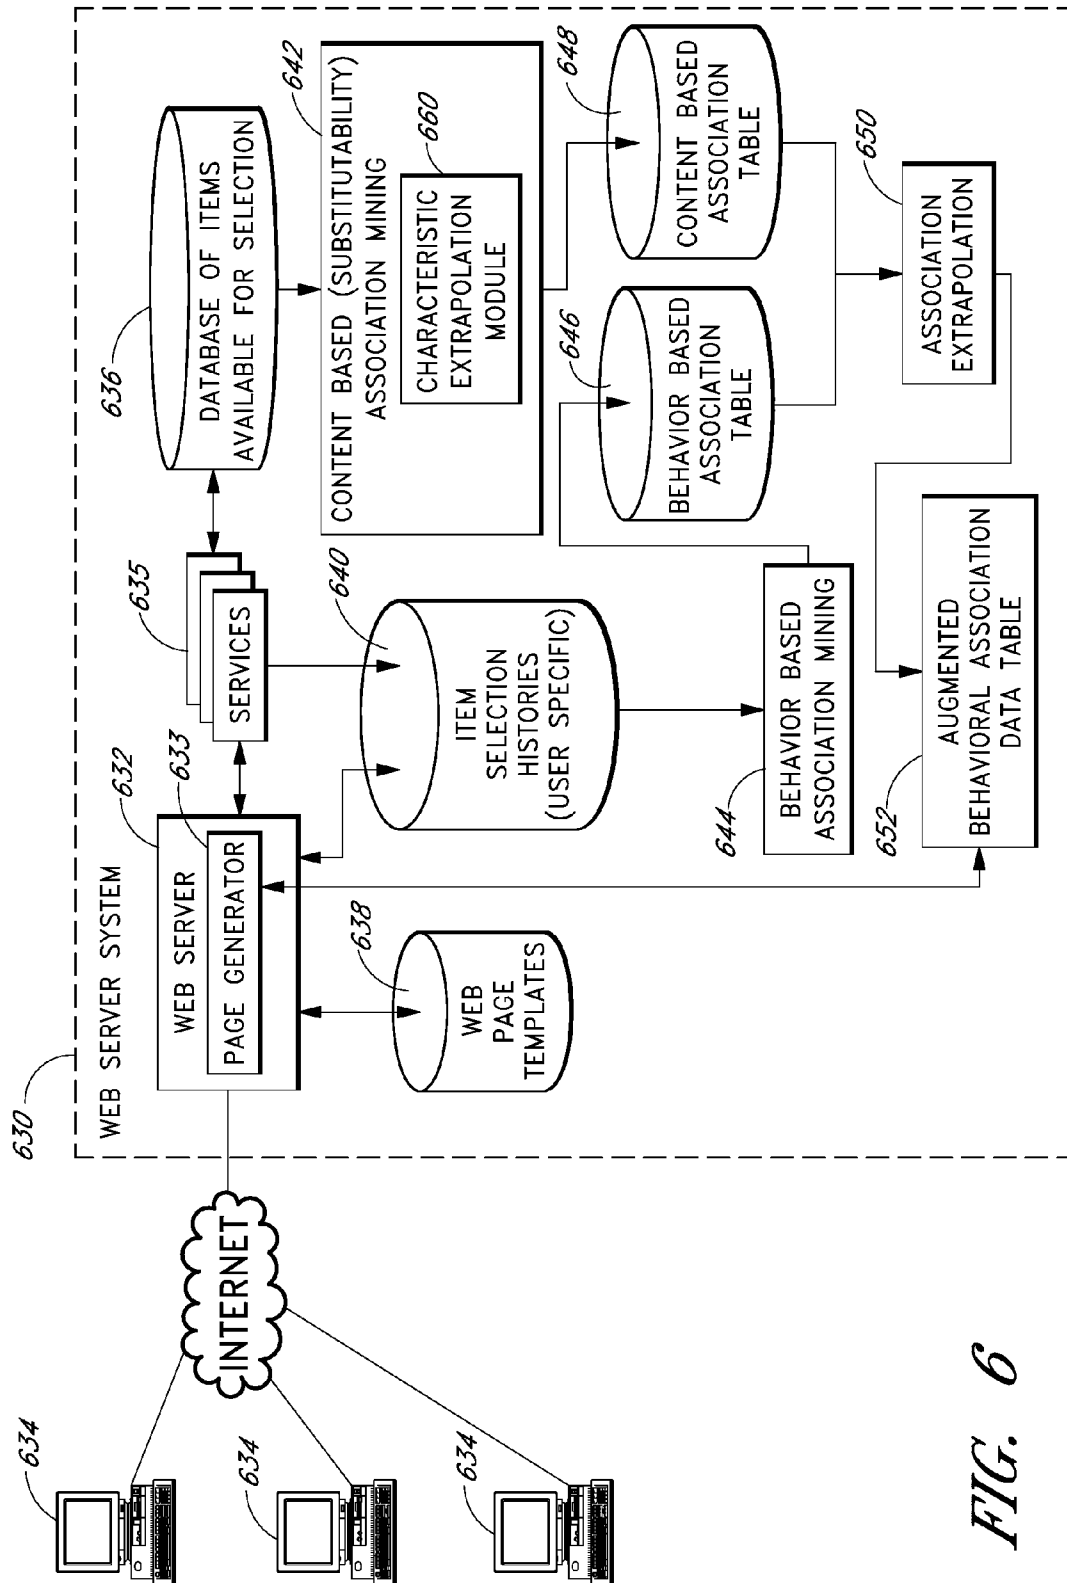 630
WEB SERVER SYSTEM
634
634
634
INTERNET
632
WEB SERVER
633
PAGE GENERATOR
635
SERVICES
636
DATABASE OF ITEMS
AVAILABLE FOR SELECTION
638
WEB
PAGE
TEMPLATES
640
ITEM
SELECTION
HISTORIES
(USER SPECIFIC)
642
CONTENT BASED (SUBSTITUTABILITY)
ASSOCIATION MINING
660
CHARACTERISTIC
EXTRAPOLATION
MODULE
644
BEHAVIOR BASED
ASSOCIATION MINING
646
BEHAVIOR BASED
ASSOCIATION
TABLE
648
CONTENT BASED
ASSOCIATION
TABLE
650
ASSOCIATION
EXTRAPOLATION
652
AUGMENTED
BEHAVIORAL ASSOCIATION
DATA TABLE
FIG. 6